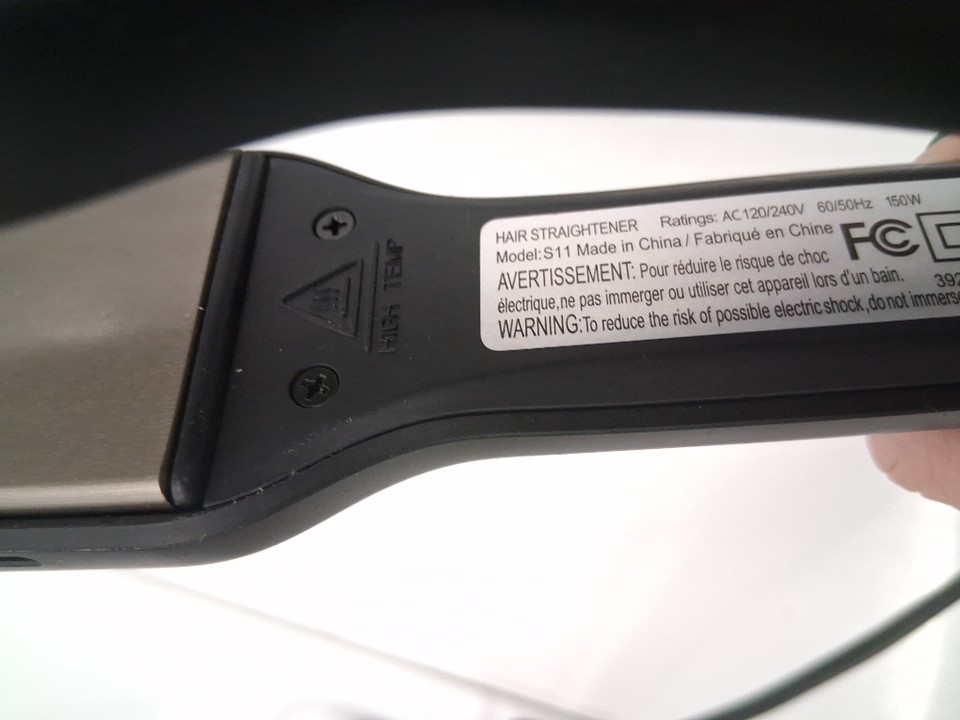 HIGH TEMP
HAIR STRAIGHTENER Ratings: AC120/240V 60/50Hz 150W
Model:S11 Made in China / Fabriqué en Chine
FC
AVERTISSEMENT: Pour réduire le risque de choc
électrique,ne pas immerger ou utiliser cet appareil lors d'un bain.
392
WARNING:To reduce the risk of possible electric shock,do not immerse